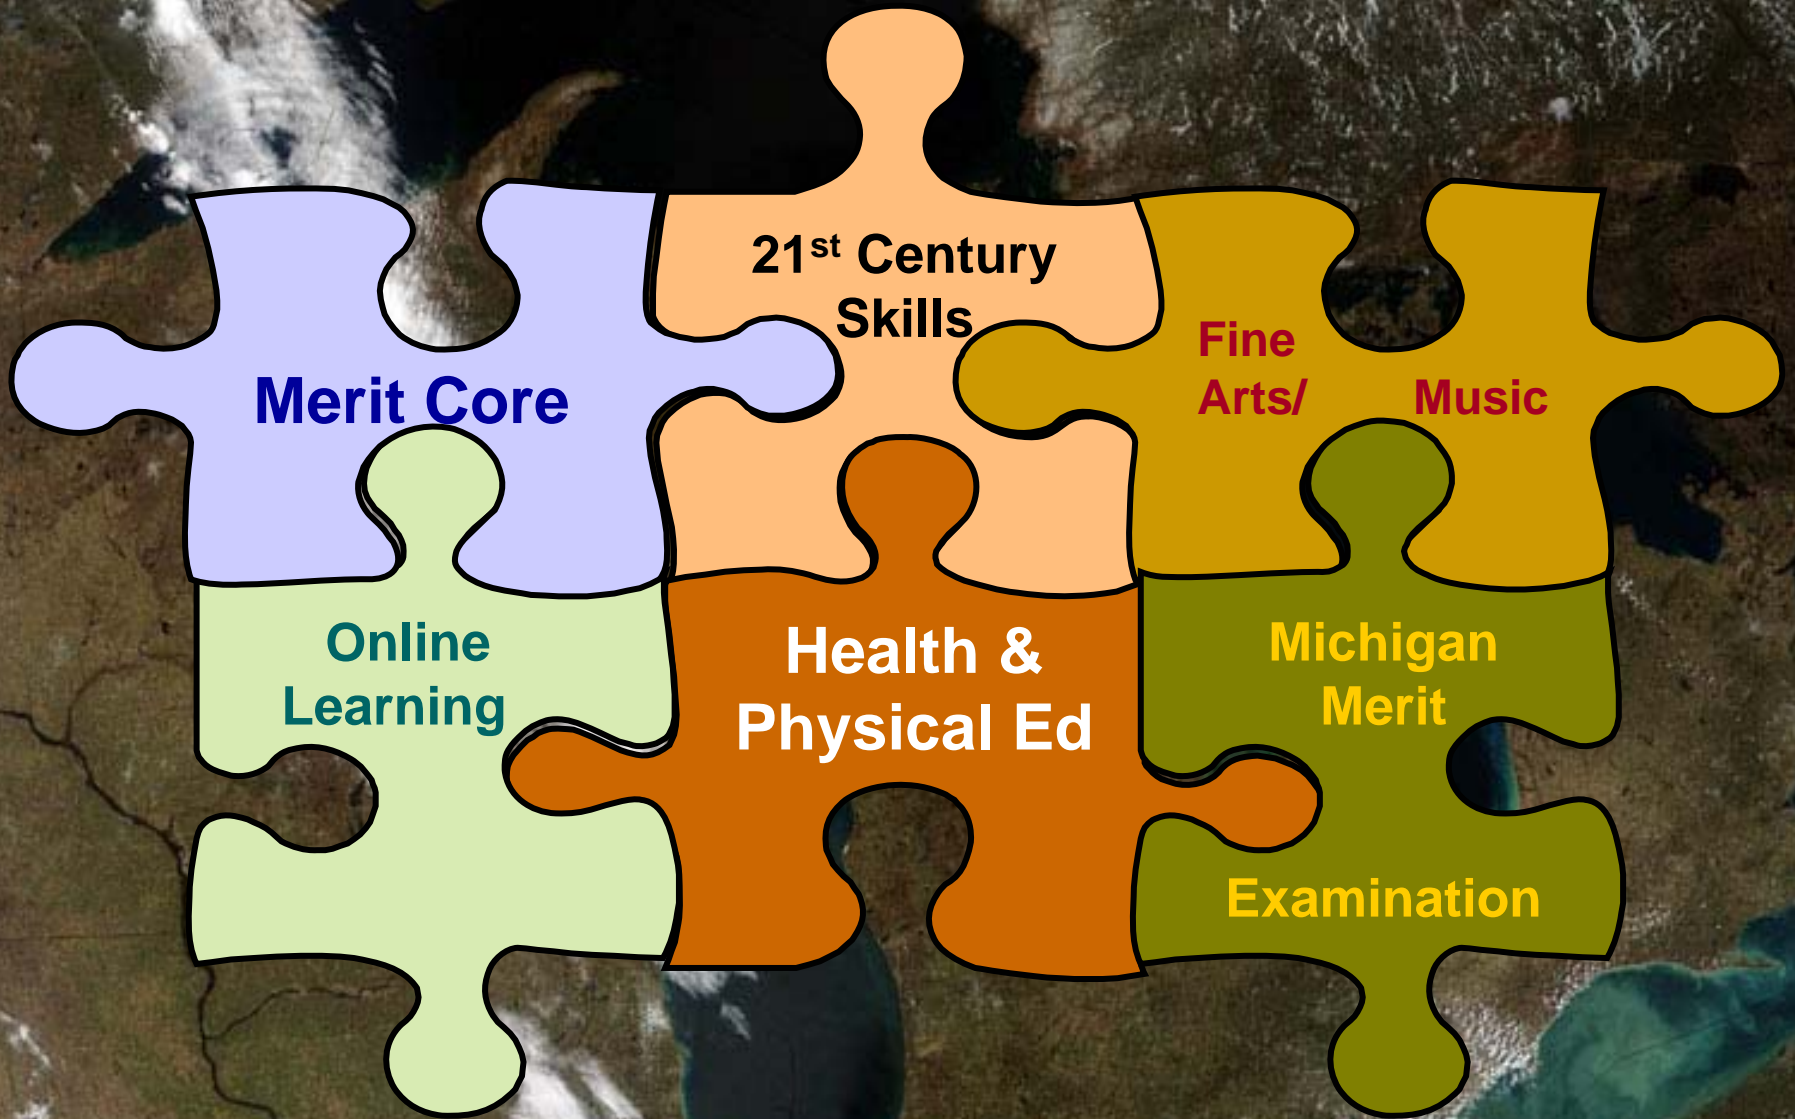 21st Century
Skills
Merit Core
Fine
Arts/ Music
Online
Learning
Health &
Physical Ed
Michigan
Merit
Examination